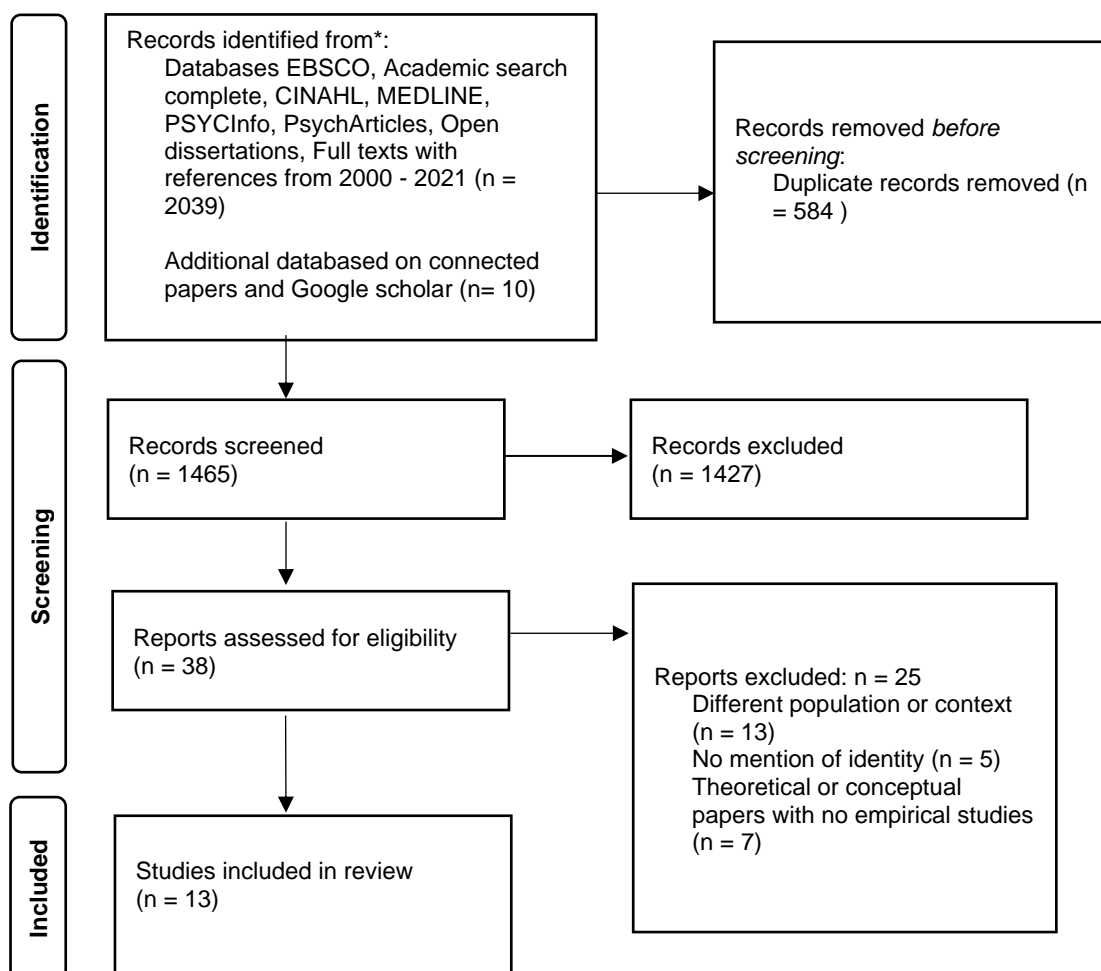 Identification
Records identified from*:
Databases EBSCO, Academic search
complete, CINAHL, MEDLINE,
PSYCInfo, PsychArticles, Open
dissertations, Full texts with
references from 2000 - 2021 (n =
2039)
Additional databased on connected
papers and Google scholar (n= 10)
Records removed before
screening:
Duplicate records removed (n
= 584 )
Screening
Records screened
(n = 1465)
Records excluded
(n = 1427)
Reports assessed for eligibility
(n = 38)
Reports excluded: n = 25
Different population or context
(n = 13)
No mention of identity (n = 5)
Theoretical or conceptual
papers with no empirical studies
(n = 7)
Included
Studies included in review
(n = 13)